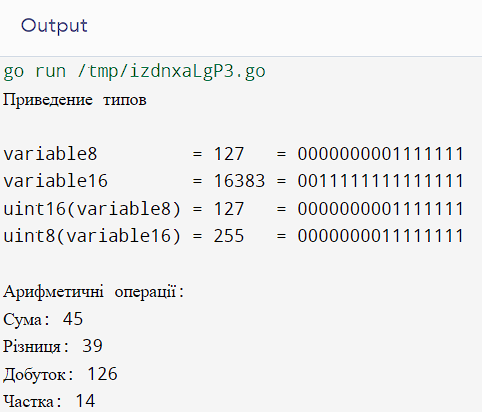 Output
go run /tmp/izdnxaLgP3.go
Приведение типов
variable8 = 127 = 0000000001111111
variable16 = 16383 = 0011111111111111
uint16(variable8) = 127 = 0000000001111111
uint8(variable16) = 255 = 0000000011111111
Арифметичні операції:
Сума: 45
Різниця: 39
Добуток: 126
Частка: 14